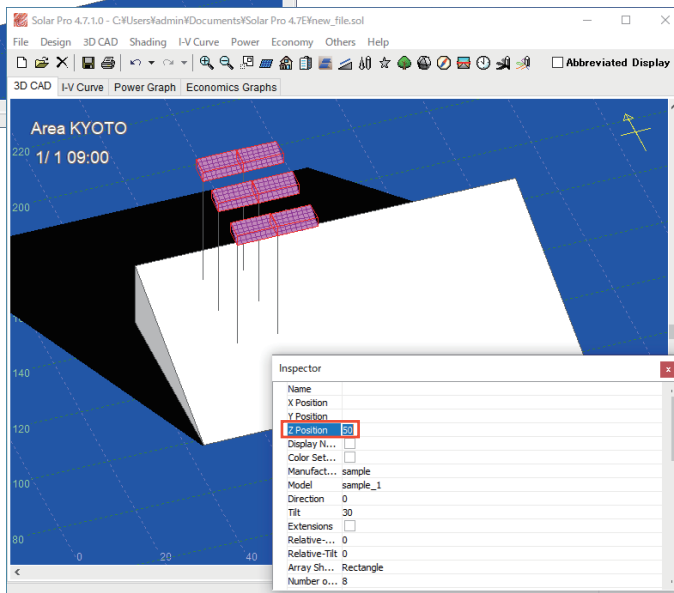 Solar Pro 4.7.1.0 - C:¥Users¥admin¥Documents¥Solar Pro 4.7E¥new_file.sol
File Design 3D CAD Shading I-V Curve Power Economy Others Help
Abbreviated Display
3D CAD I-V Curve Power Graph Economics Graphs
Area KYOTO
1/ 1 09:00
220
200
140
120
100
80
0 20 40
Inspector
Name
X Position
Y Position
Z Position 50
Display N...
Color Set...
Manufact... sample
Model sample_1
Direction 0
Tilt 30
Extensions
Relative-... 0
Relative-Tilt 0
Array Sh... Rectangle
Number o... 8